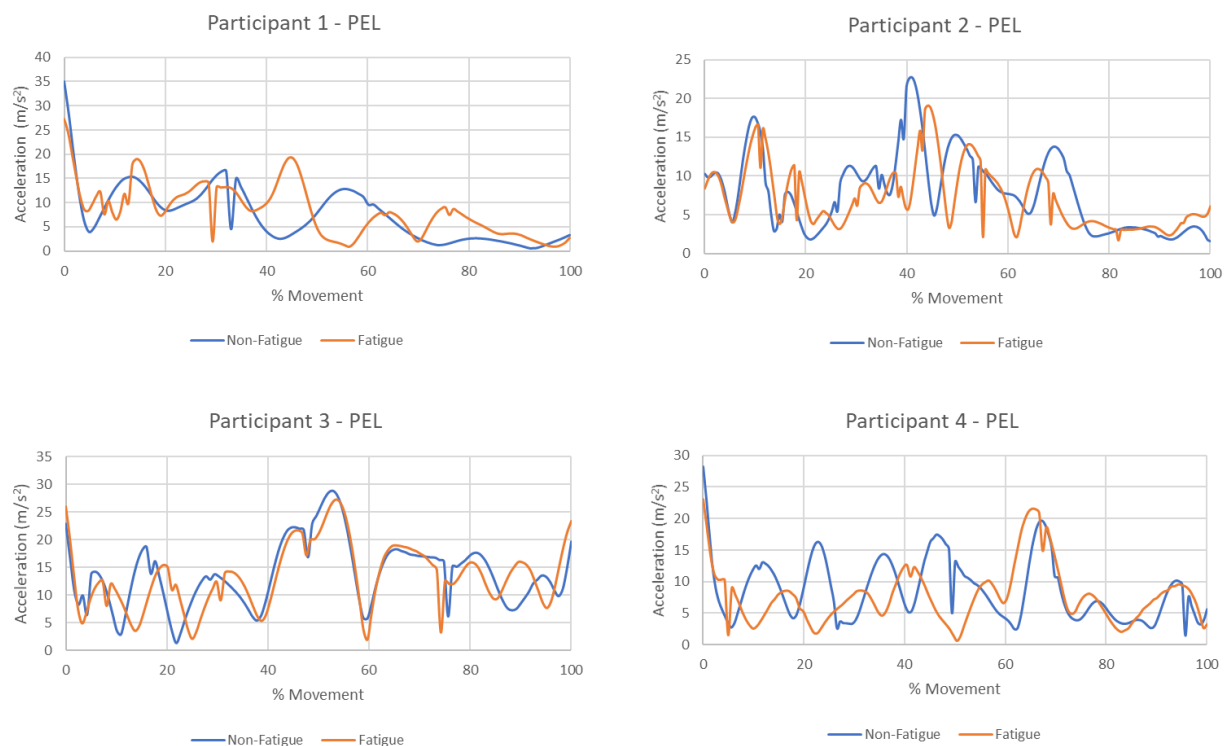 Participant 1 - PEL
Acceleration (m/s²)
40
35
30
25
20
15
10
5
0
0 20 40 60 80 100
% Movement
Non-Fatigue Fatigue
Participant 2 - PEL
Acceleration (m/s²)
25
20
15
10
5
0
0 20 40 60 80 100
% Movement
Non-Fatigue Fatigue
Participant 3 - PEL
Acceleration (m/s²)
35
30
25
20
15
10
5
0
0 20 40 60 80 100
% Movement
Non-Fatigue Fatigue
Participant 4 - PEL
Acceleration (m/s²)
30
25
20
15
10
5
0
0 20 40 60 80 100
% Movement
Non-Fatigue Fatigue